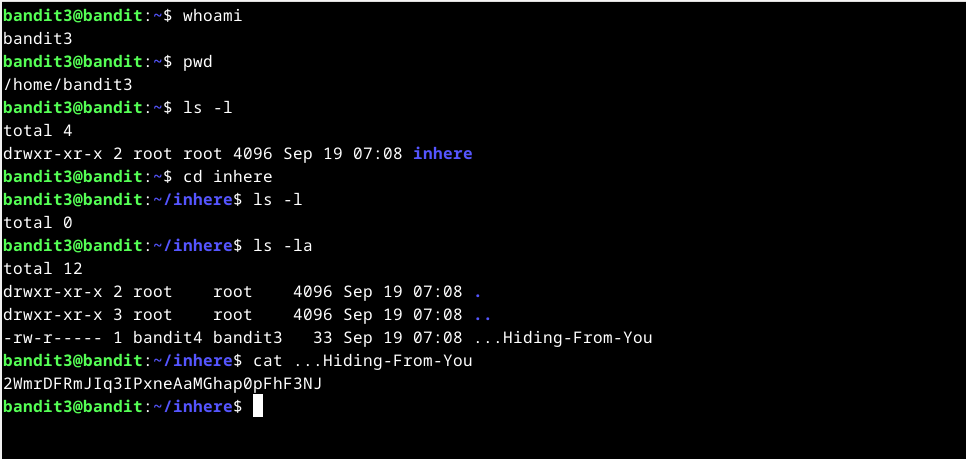 bandit3@bandit:~$ whoami
bandit3
bandit3@bandit:~$ pwd
/home/bandit3
bandit3@bandit:~$ ls -l
total 4
drwxr-xr-x 2 root root 4096 Sep 19 07:08 inhere
bandit3@bandit:~$ cd inhere
bandit3@bandit:~/inhere$ ls -l
total 0
bandit3@bandit:~/inhere$ ls -la
total 12
drwxr-xr-x 2 root    root    4096 Sep 19 07:08 .
drwxr-xr-x 3 root    root    4096 Sep 19 07:08 ..
-rw-r----- 1 bandit4 bandit3   33 Sep 19 07:08 ...Hiding-From-You
bandit3@bandit:~/inhere$ cat ...Hiding-From-You
2WmrDFRmJIq3IPxneAaMGhap0pFhF3NJ
bandit3@bandit:~/inhere$